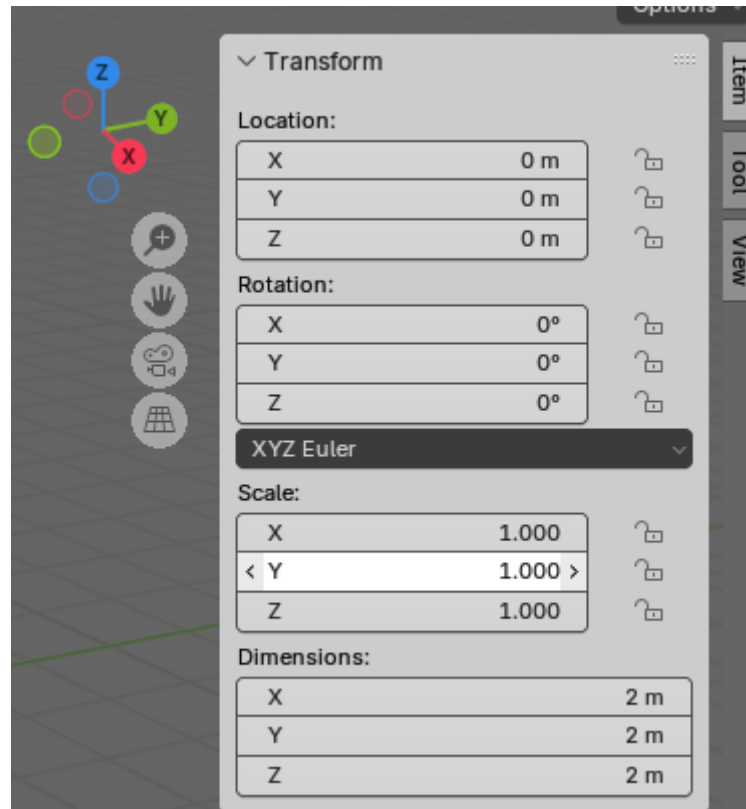 Options
Z
Y
X
Transform
Location:
X 0 m
Y 0 m
Z 0 m
Rotation:
X 0°
Y 0°
Z 0°
XYZ Euler
Scale:
X 1.000
Y 1.000
Z 1.000
Dimensions:
X 2 m
Y 2 m
Z 2 m
Item
Tool
View